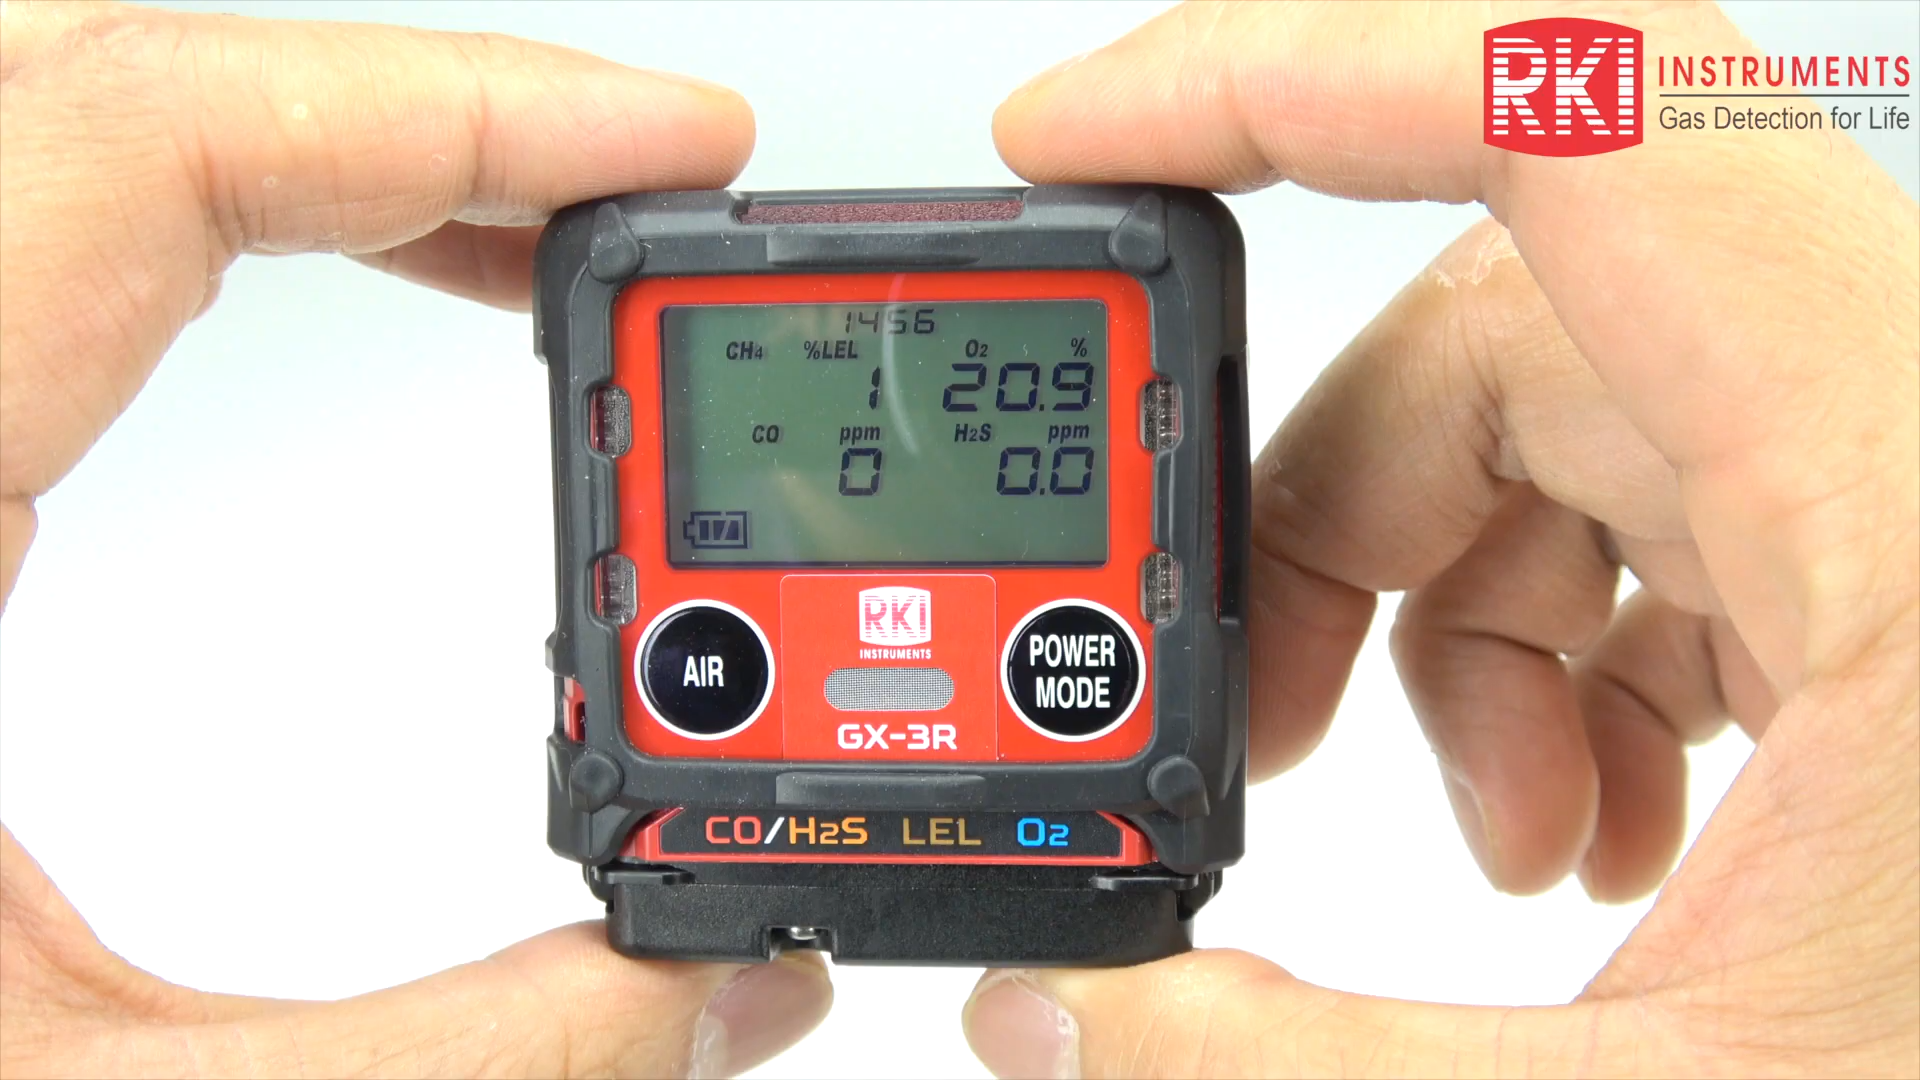 RKI INSTRUMENTS
Gas Detection for Life
1456
CH4 %LEL O2 %
1 20.9
CO ppm H2S ppm
0 0.0
AIR
RKI
INSTRUMENTS
POWER
MODE
GX-3R
CO/H2S LEL O2